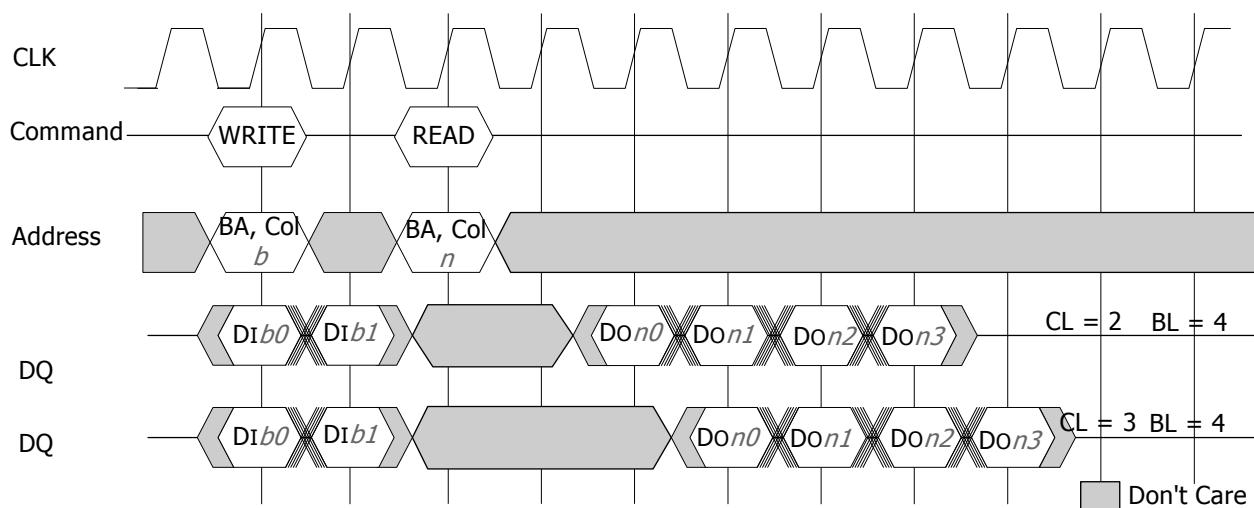 CLK
Command WRITE READ
Address BA, Col b BA, Col n
DQ DIb0 DIb1 DOn0 DOn1 DOn2 DOn3 CL = 2 BL = 4
DQ DIb0 DIb1 DOn0 DOn1 DOn2 DOn3 CL = 3 BL = 4
Don't Care